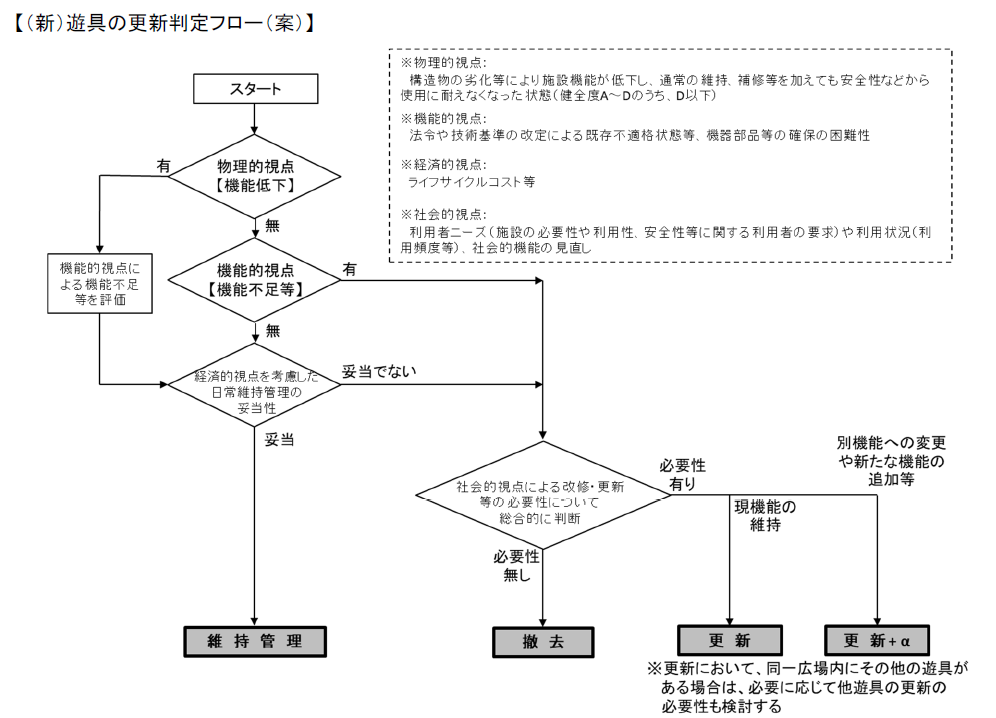 【（新）遊具の更新判定フロー（案）】
※物理的視点：
構造物の劣化等により施設機能が低下し、通常の維持、補修等を加えても安全性などから
使用に耐えなくなった状態（健全度A～Dのうち、D以下）
※機能的視点：
法令や技術基準の改定による既存不適格状態等、機器部品等の確保の困難性
※経済的視点：
ライフサイクルコスト等
※社会的視点：
利用者ニーズ（施設の必要性や利用性、安全性等に関する利用者の要求）や利用状況（利
用頻度等）、社会的機能の見直し
スタート
物理的視点
【機能低下】
有
無
機能的視点
による機能不足
等を評価
機能的視点
【機能不足等】
有
無
経済的視点を考慮した
日常維持管理の
妥当性
妥当でない
妥当
社会的視点による改修・更新
等の必要性について
総合的に判断
必要性
有り
必要性
無し
現機能の
維持
別機能への変更
や新たな機能の
追加等
維持管理
撤去
更新
更新+α
※更新において、同一広場内にその他の遊具が
ある場合は、必要に応じて他遊具の更新の
必要性も検討する